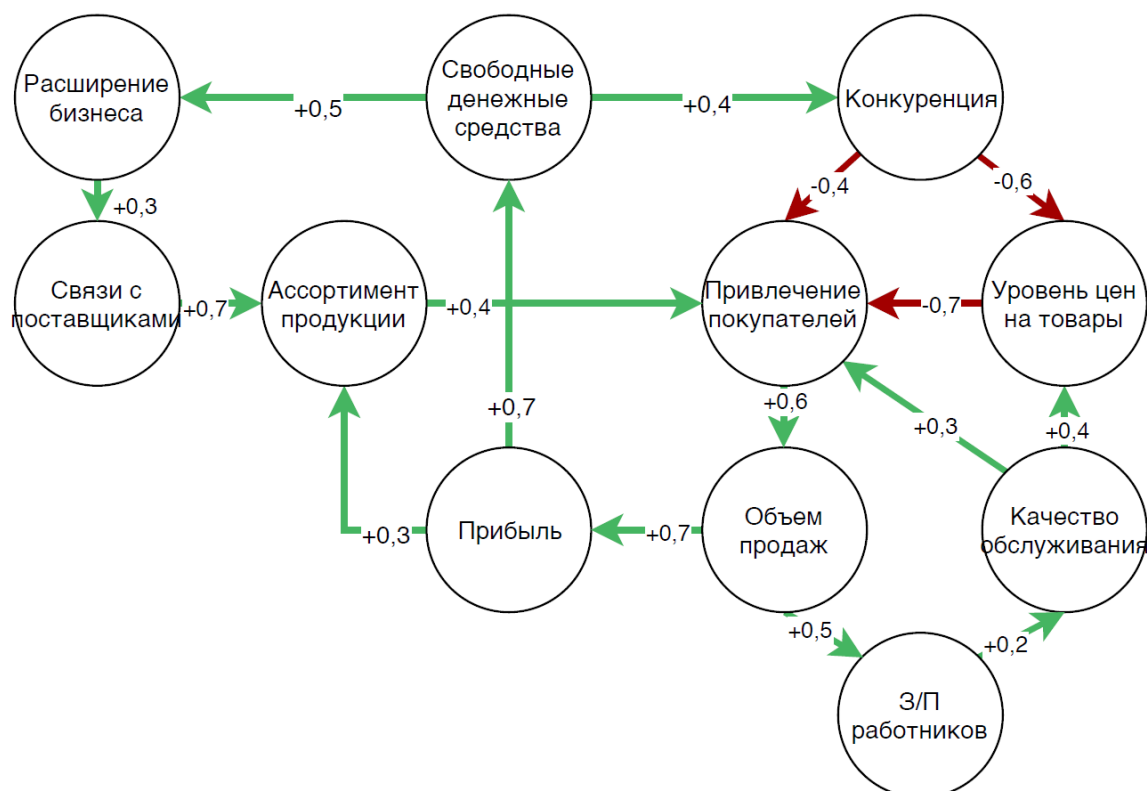 Расширение
бизнеса
+0,5
Свободные
денежные
средства
+0,4
Конкуренция
+0,3
-0,4
-0,6
Связи с
поставщиками
+0,7
Ассортимент
продукции
+0,4
Привлечение
покупателей
-0,7
Уровень цен
на товары
+0,7
+0,6
+0,3
+0,4
+0,3
Прибыль
+0,7
Объем
продаж
Качество
обслуживания
+0,5
+0,2
З/П
работников